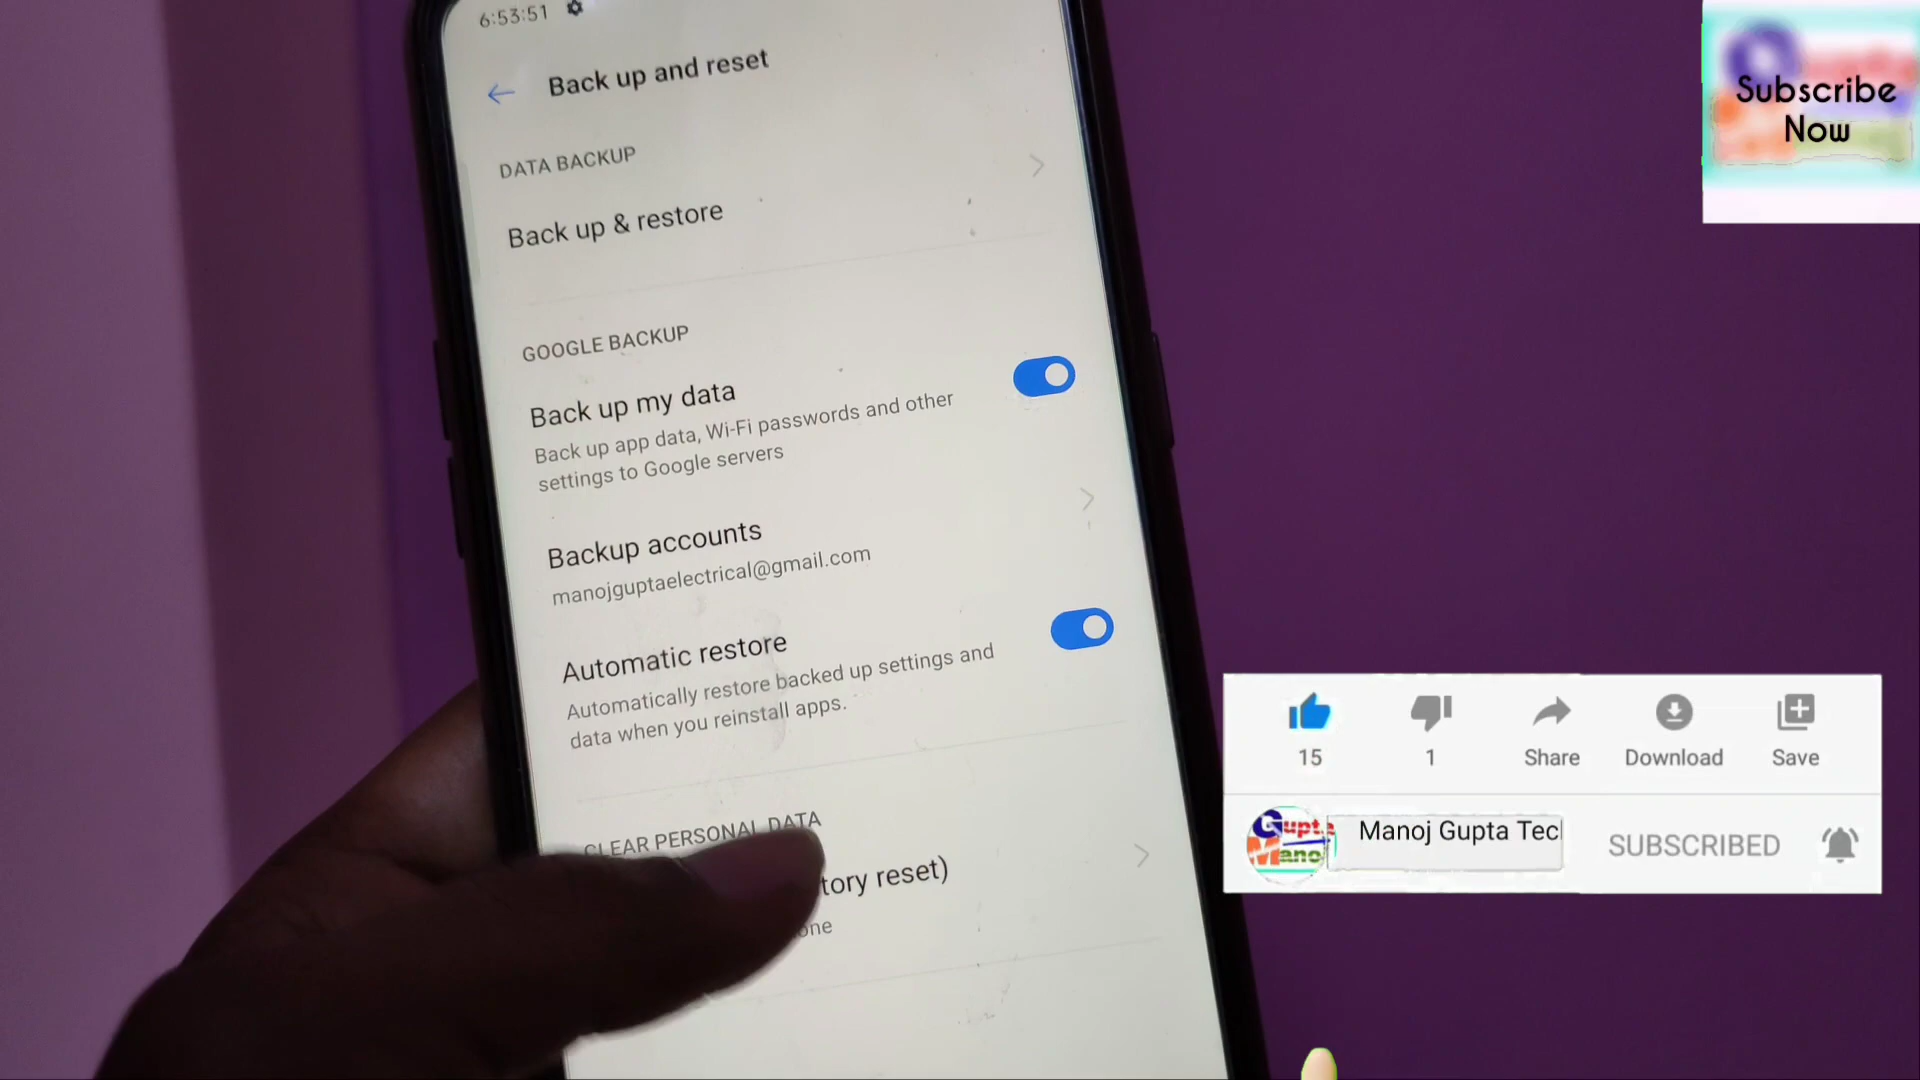 6:53:51
Back up and reset
DATA BACKUP
Back up & restore
GOOGLE BACKUP
Back up my data
Back up app data, Wi-Fi passwords and other
settings to Google servers
Backup accounts
manojguptaelectrical@gmail.com
Automatic restore
Automatically restore backed up settings and
data when you reinstall apps.
CLEAR PERSONAL DATA
tory reset)
one
Subscribe
Now
15
1
Share
Download
Save
Gupta
Manoj
Manoj Gupta Tec
SUBSCRIBED